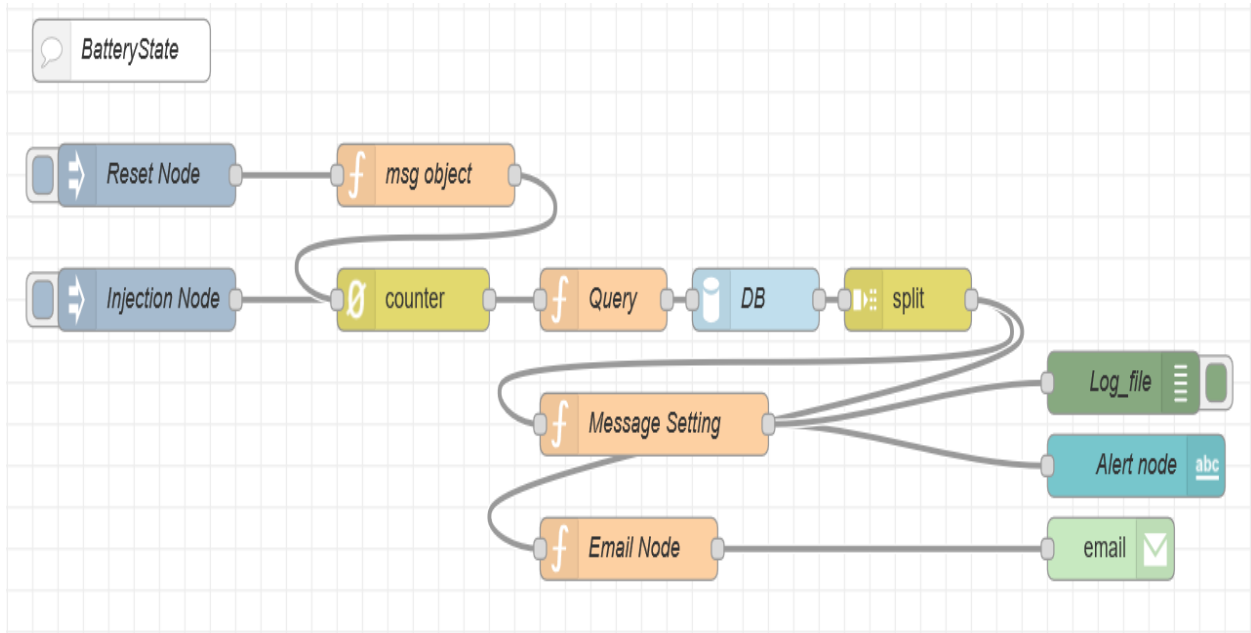 BatteryState
Reset Node
msg object
Injection Node
counter
Query
DB
split
Log_file
Message Setting
Alert node
abc
Email Node
email